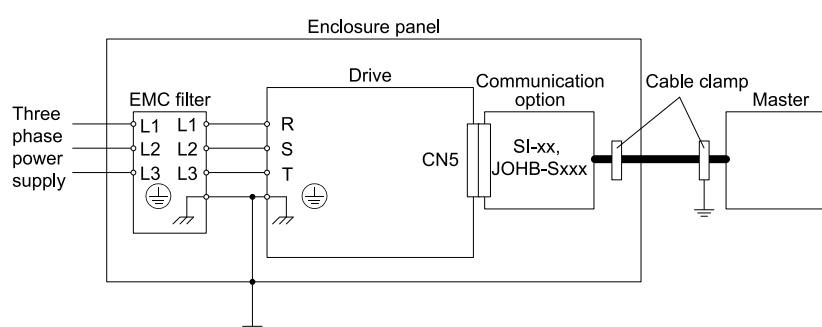 Enclosure panel
Drive
EMC filter
Communication
option
Cable clamp
Master
Three
phase
power
supply
L1 L1
L2 L2
L3 L3
R
S
T
CN5
SI-xx,
JOHB-Sxxx